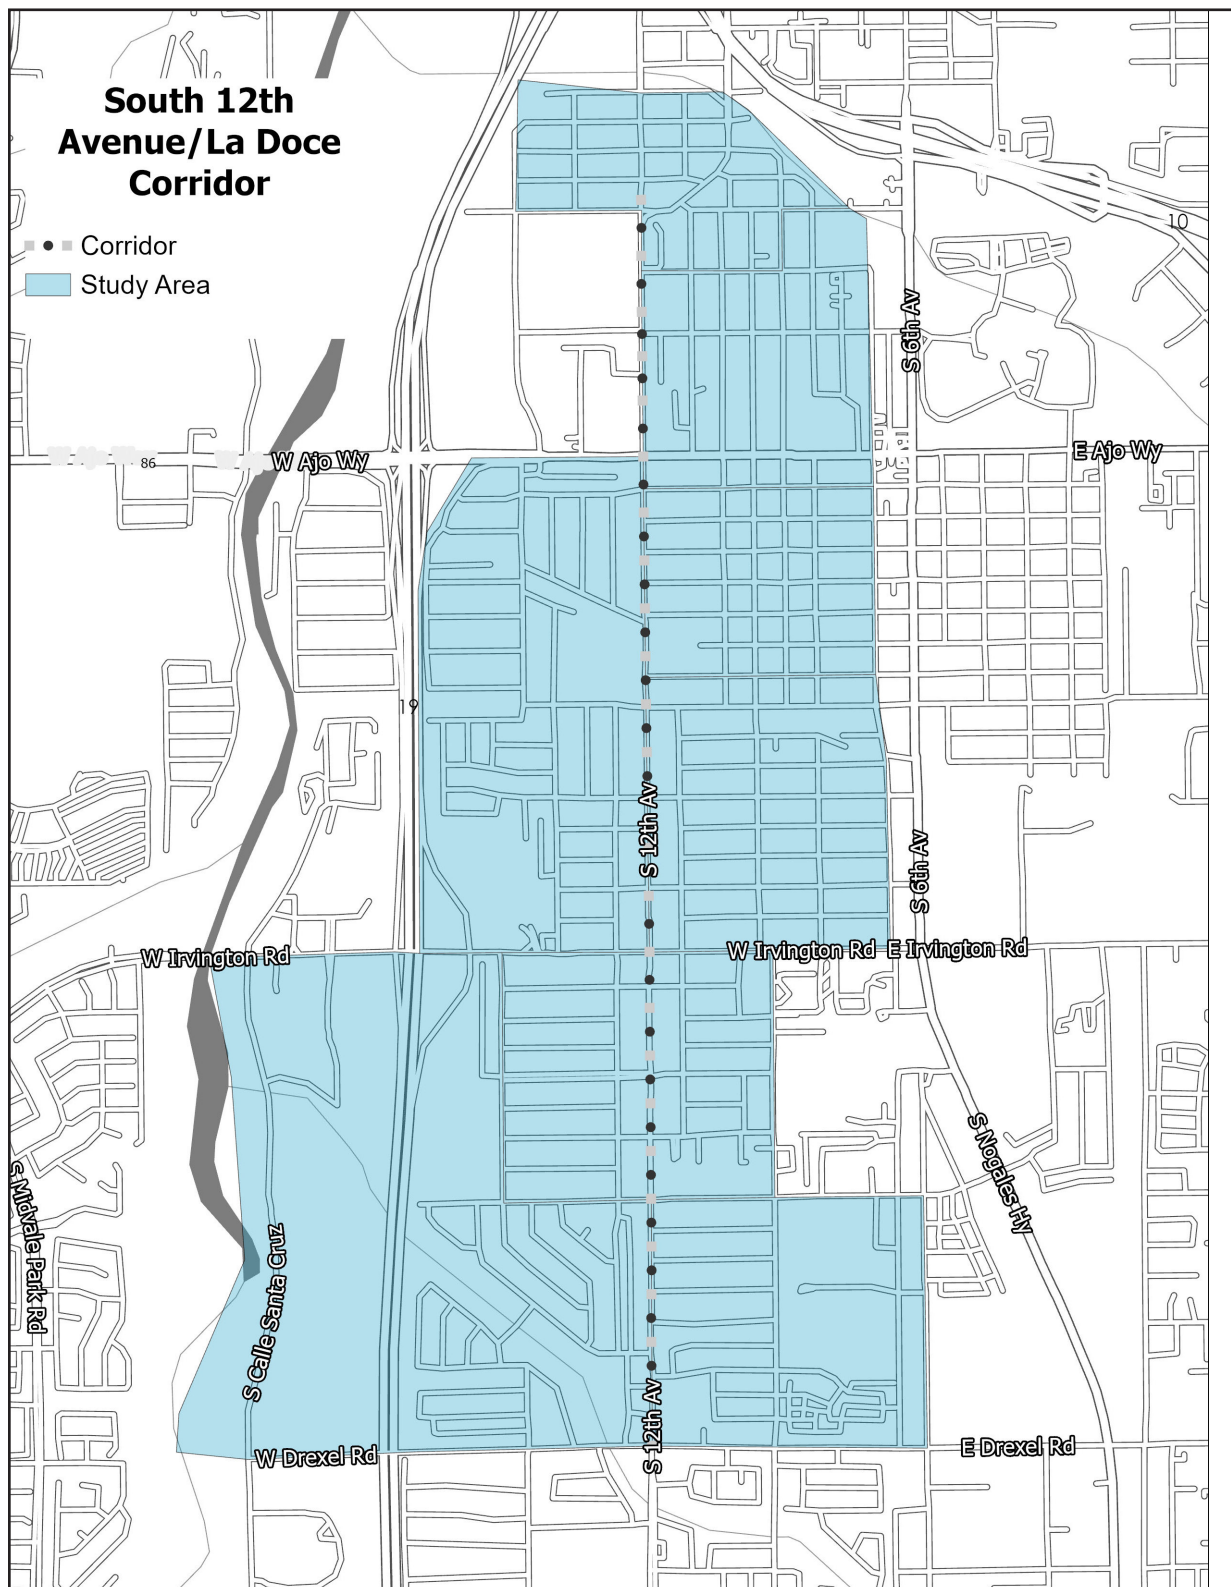 South 12th
Avenue/La Doce
Corridor
Corridor
Study Area
10
S 6th Av
86
W Ajo Wy
E Ajo Wy
19
S 12th Av
S 6th Av
W Irvington Rd
W Irvington Rd
E Irvington Rd
S Nogales Hy
S Midvale Park Rd
S Calle Santa Cruz
S 12th Av
W Drexel Rd
E Drexel Rd